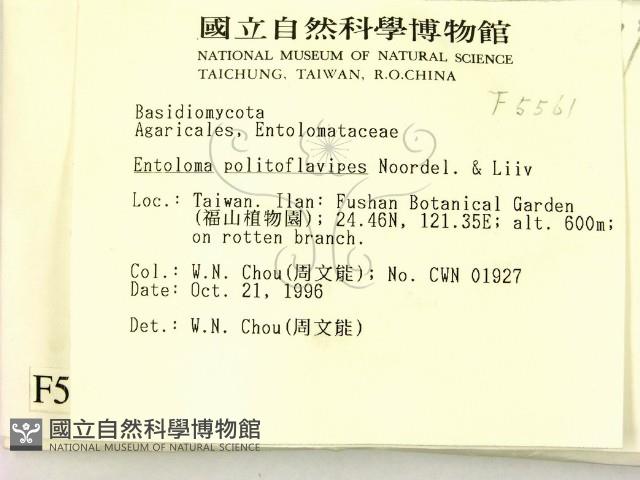 國立自然科學博物館
NATIONAL MUSEUM OF NATURAL SCIENCE
TAICHUNG, TAIWAN, R.O.CHINA
F5561
Basidiomycota
Agaricales, Entolomataceae
Entoloma politoflavipes Noordel. & Liiv
Loc.: Taiwan. Ilan: Fushan Botanical Garden
(福山植物園); 24.46N, 121.35E; alt. 600m;
on rotten branch.
Col.: W.N. Chou(周文能); No. CWN 01927
Date: Oct. 21, 1996
Det.: W.N. Chou(周文能)
F5
國立自然科學博物館
NATIONAL MUSEUM OF NATURAL SCIENCE